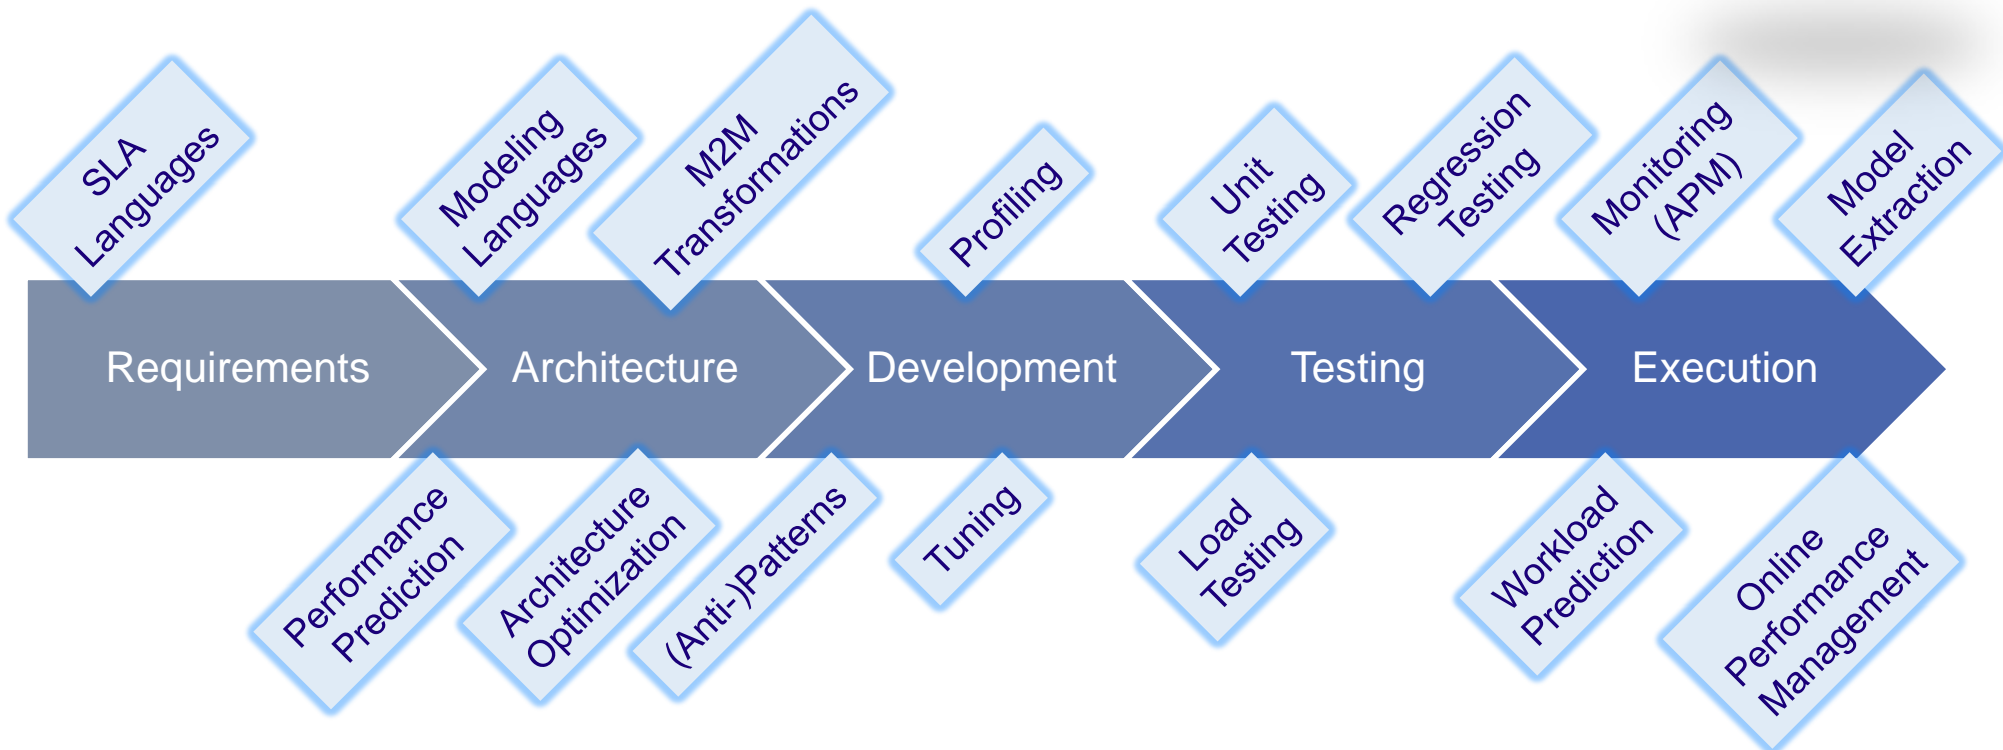 SLA
Languages
Modeling
Languages
M2M
Transformations
Profiling
Unit
Testing
Regression
Testing
Monitoring
(APM)
Model
Extraction
Requirements
Architecture
Development
Testing
Execution
Performance
Prediction
Architecture
Optimization
(Anti-)Patterns
Tuning
Load
Testing
Workload
Prediction
Online
Performance
Management